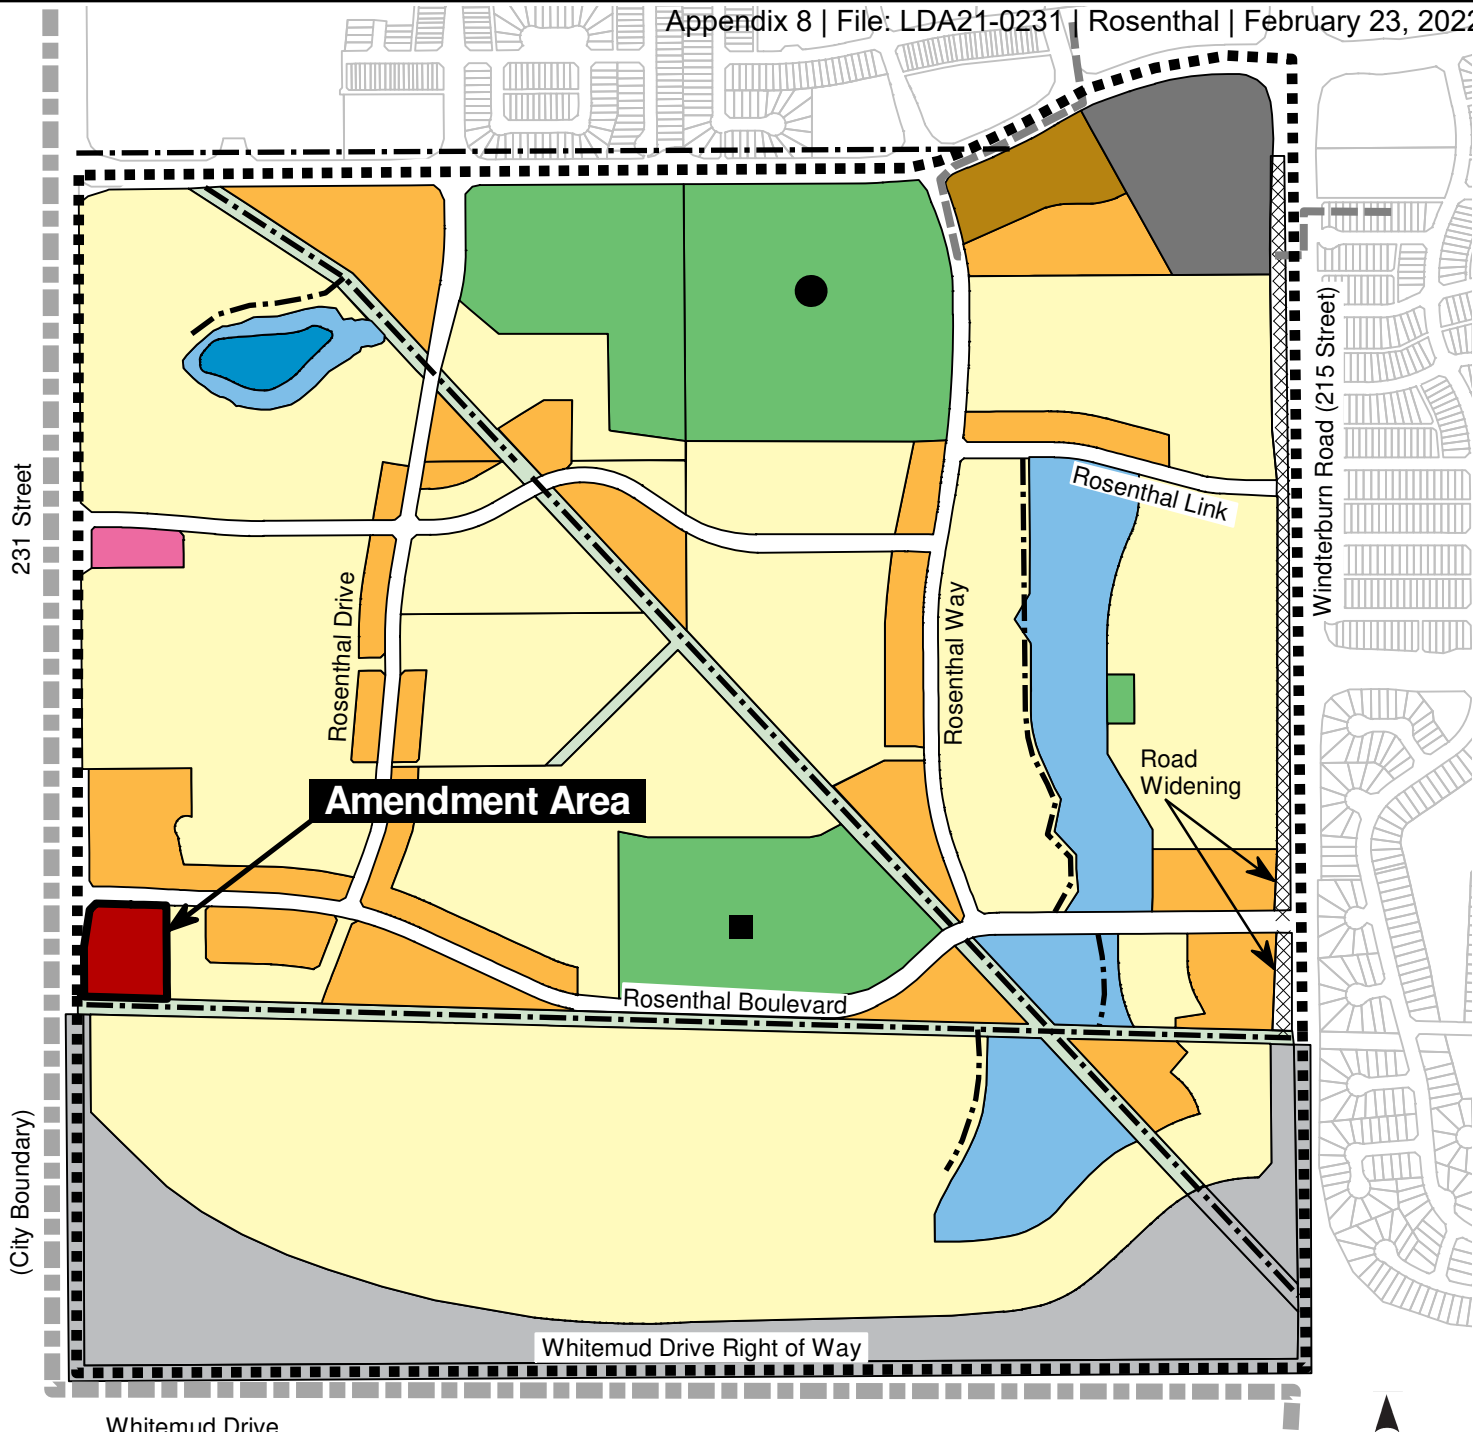 Appendix 8 | File: LDA21-0231 | Rosenthal | February 23, 2022
Rosenthal Link
Windterburn Road (215 Street)
231 Street
Rosenthal Drive
Rosenthal Way
Road
Widening
Amendment Area
Rosenthal Boulevard
(City Boundary)
Whitemud Drive Right of Way
Whitemud Drive